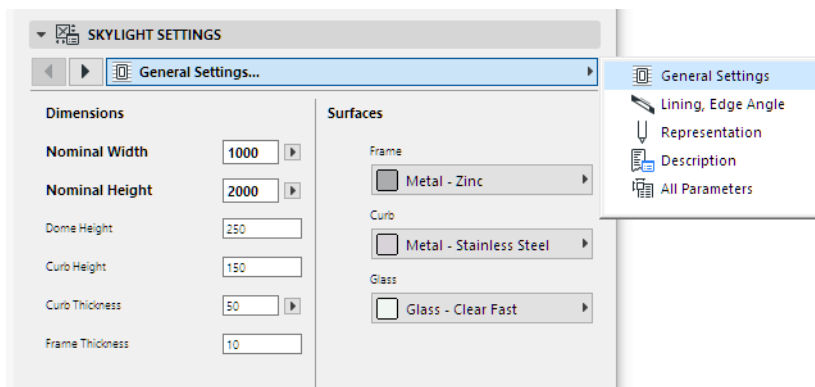 SKYLIGHT SETTINGS
General Settings...
General Settings
Lining, Edge Angle
Representation
Description
All Parameters
Dimensions
Nominal Width 1000
Nominal Height 2000
Dome Height 250
Curb Height 150
Curb Thickness 50
Frame Thickness 10
Surfaces
Frame
Metal - Zinc
Curb
Metal - Stainless Steel
Glass
Glass - Clear Fast